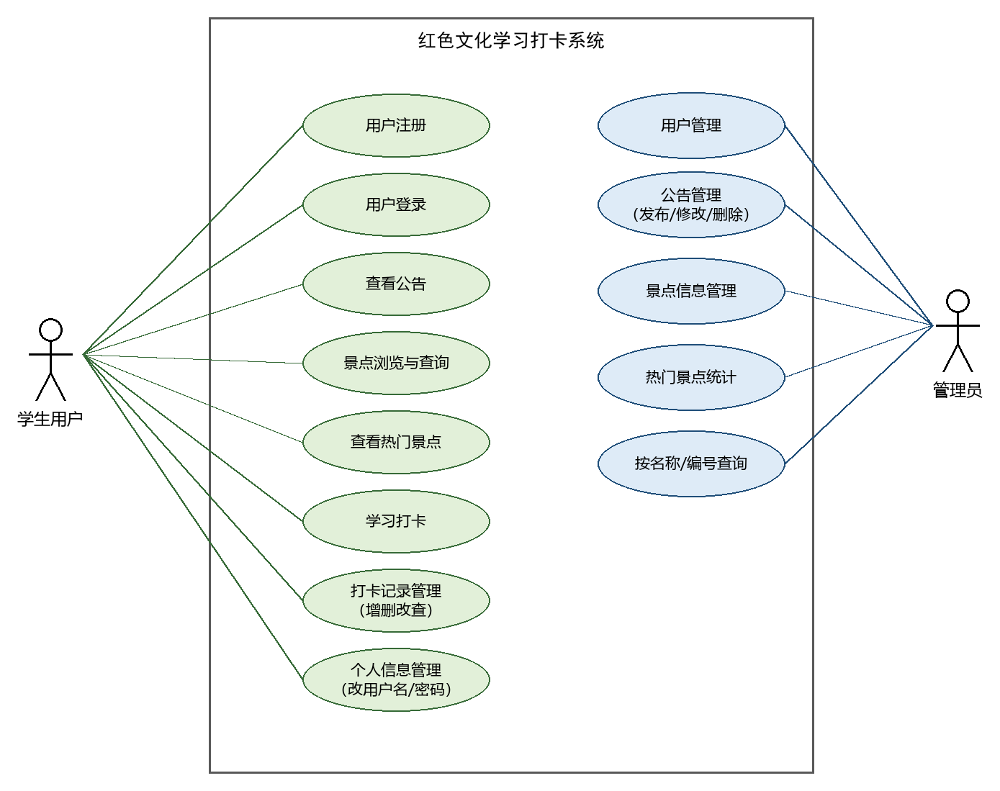 红色文化学习打卡系统
用户注册
用户登录
查看公告
景点浏览与查询
查看热门景点
学习打卡
打卡记录管理
（增删改查）
个人信息管理
（改用户名/密码）
用户管理
公告管理
（发布/修改/删除）
景点信息管理
热门景点统计
按名称/编号查询
学生用户
管理员